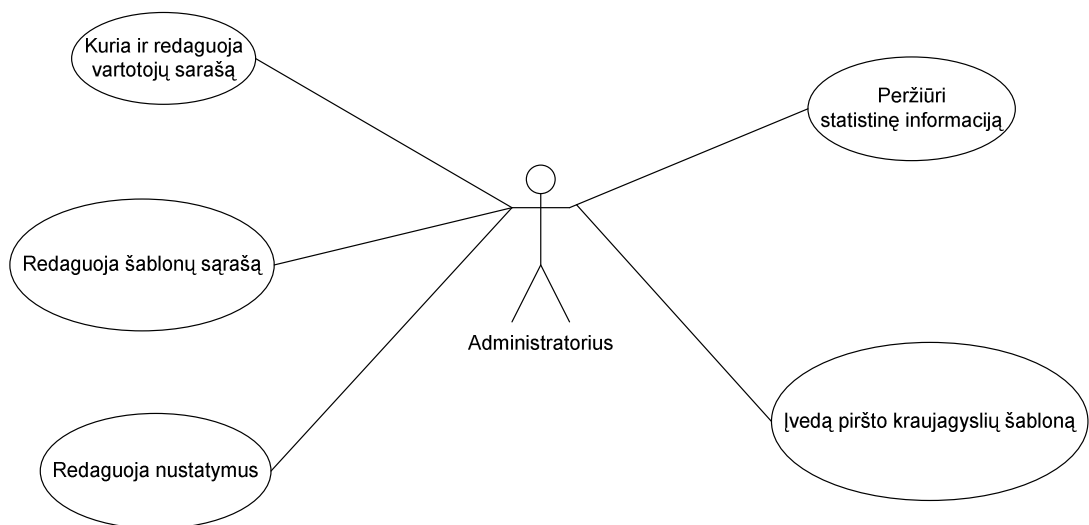 Kuria ir redaguoja
vartotojų sarašą
Peržiūri
statistinę informaciją
Redaguoja šablonų sąrašą
Administratorius
Įvedą piršto kraujagyslių šabloną
Redaguoja nustatymus